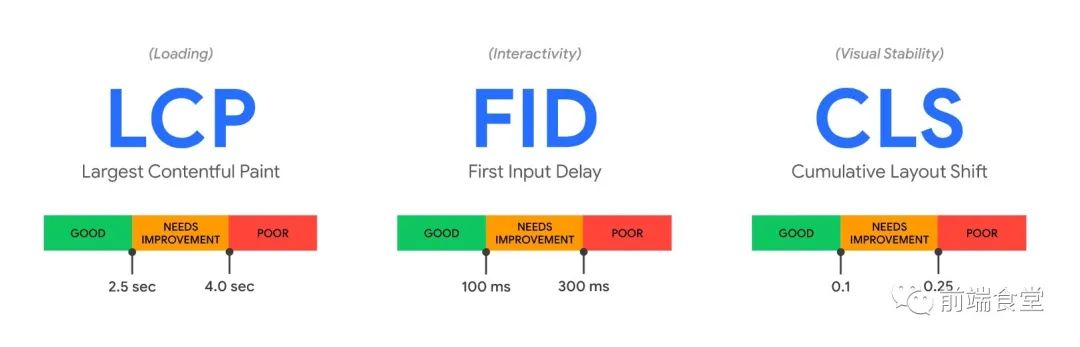 (Loading)
LCP
Largest Contentful Paint
GOOD
NEEDS
IMPROVEMENT
POOR
2.5 sec
4.0 sec
(Interactivity)
FID
First Input Delay
GOOD
NEEDS
IMPROVEMENT
POOR
100 ms
300 ms
(Visual Stability)
CLS
Cumulative Layout Shift
GOOD
NEEDS
IMPROVEMENT
POOR
0.1
0.25
前端食堂